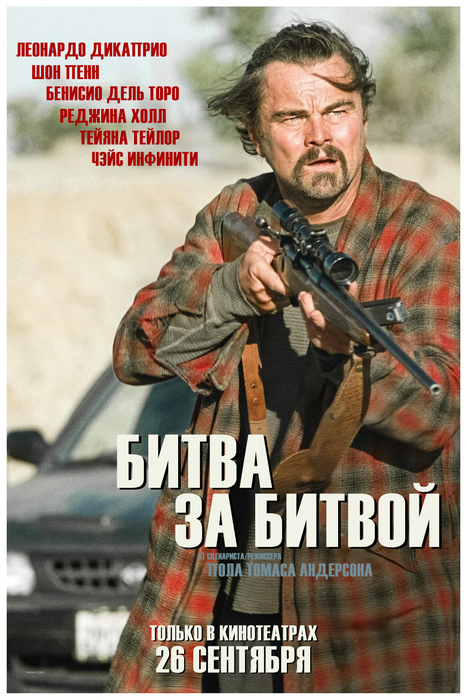 ЛЕОНАРДО ДИКАПРИО
ШОН ПЕНН
БЕНИСИО ДЕЛЬ ТОРО
РЕДЖИНА ХОЛЛ
ТЕЙЯНА ТЕЙЛОР
ЧЭЙС ИНФИНИТИ
БИТВА
ЗА БИТВОЙ
ОТ СЦЕНАРИСТА/РЕЖИССЕРА
ПОЛА ТОМАСА АНДЕРСОНА
ТОЛЬКО В КИНОТЕАТРАХ
26 СЕНТЯБРЯ